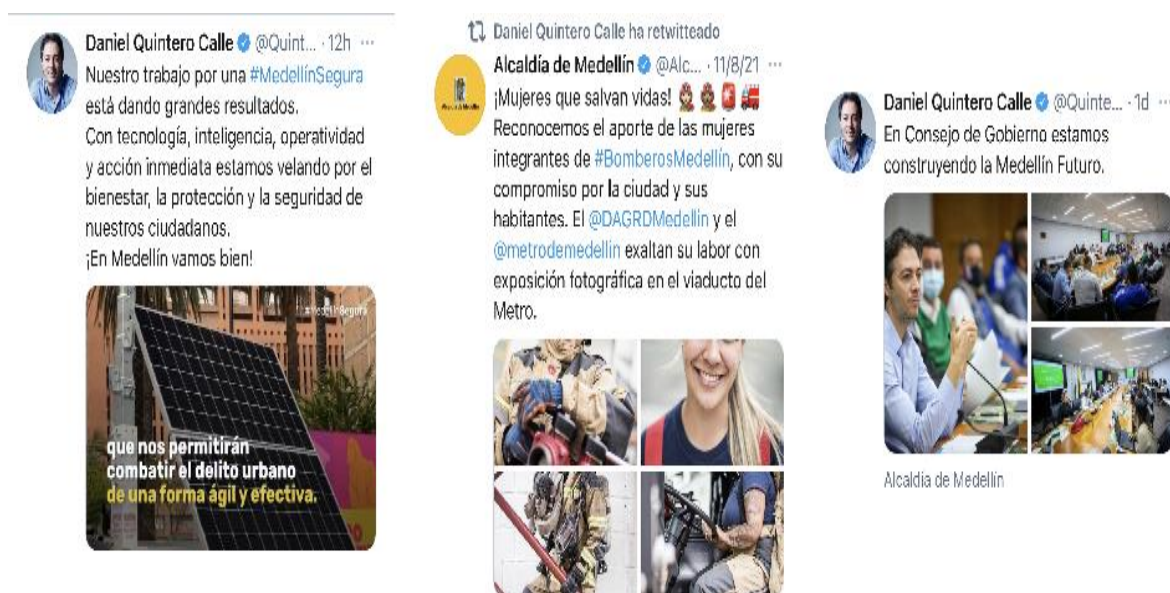 Daniel Quintero Calle @Quint... · 12h ...
Nuestro trabajo por una #MedellínSegura
está dando grandes resultados.
Con tecnología, inteligencia, operatividad
y acción inmediata estamos velando por el
bienestar, la protección y la seguridad de
nuestros ciudadanos.
¡En Medellín vamos bien!
#MedellínSegura
que nos permitirán
combatir el delito urbano
de una forma ágil y efectiva.
Daniel Quintero Calle ha retwitteado
Alcaldía de Medellín @Alc... · 11/8/21 ...
Alcaldía de Medellín
¡Mujeres que salvan vidas! 👩‍🚒 👩‍🚒 🚨 🚒
Reconocemos el aporte de las mujeres
integrantes de #BomberosMedellín, con su
compromiso por la ciudad y sus
habitantes. El @DAGRDMedellin y el
@metrodemedellin exaltan su labor con
exposición fotográfica en el viaducto del
Metro.
Daniel Quintero Calle @Quinte... · 1d ...
En Consejo de Gobierno estamos
construyendo la Medellín Futuro.
Alcaldía de Medellín